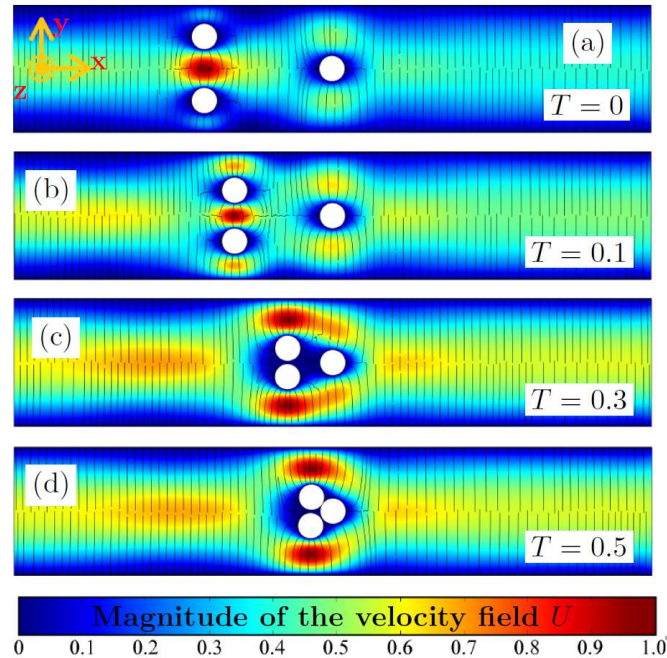 y
x
z
(a)
T = 0
(b)
T = 0.1
(c)
T = 0.3
(d)
T = 0.5
Magnitude of the velocity field U
0 0.1 0.2 0.3 0.4 0.5 0.6 0.7 0.8 0.9 1.0